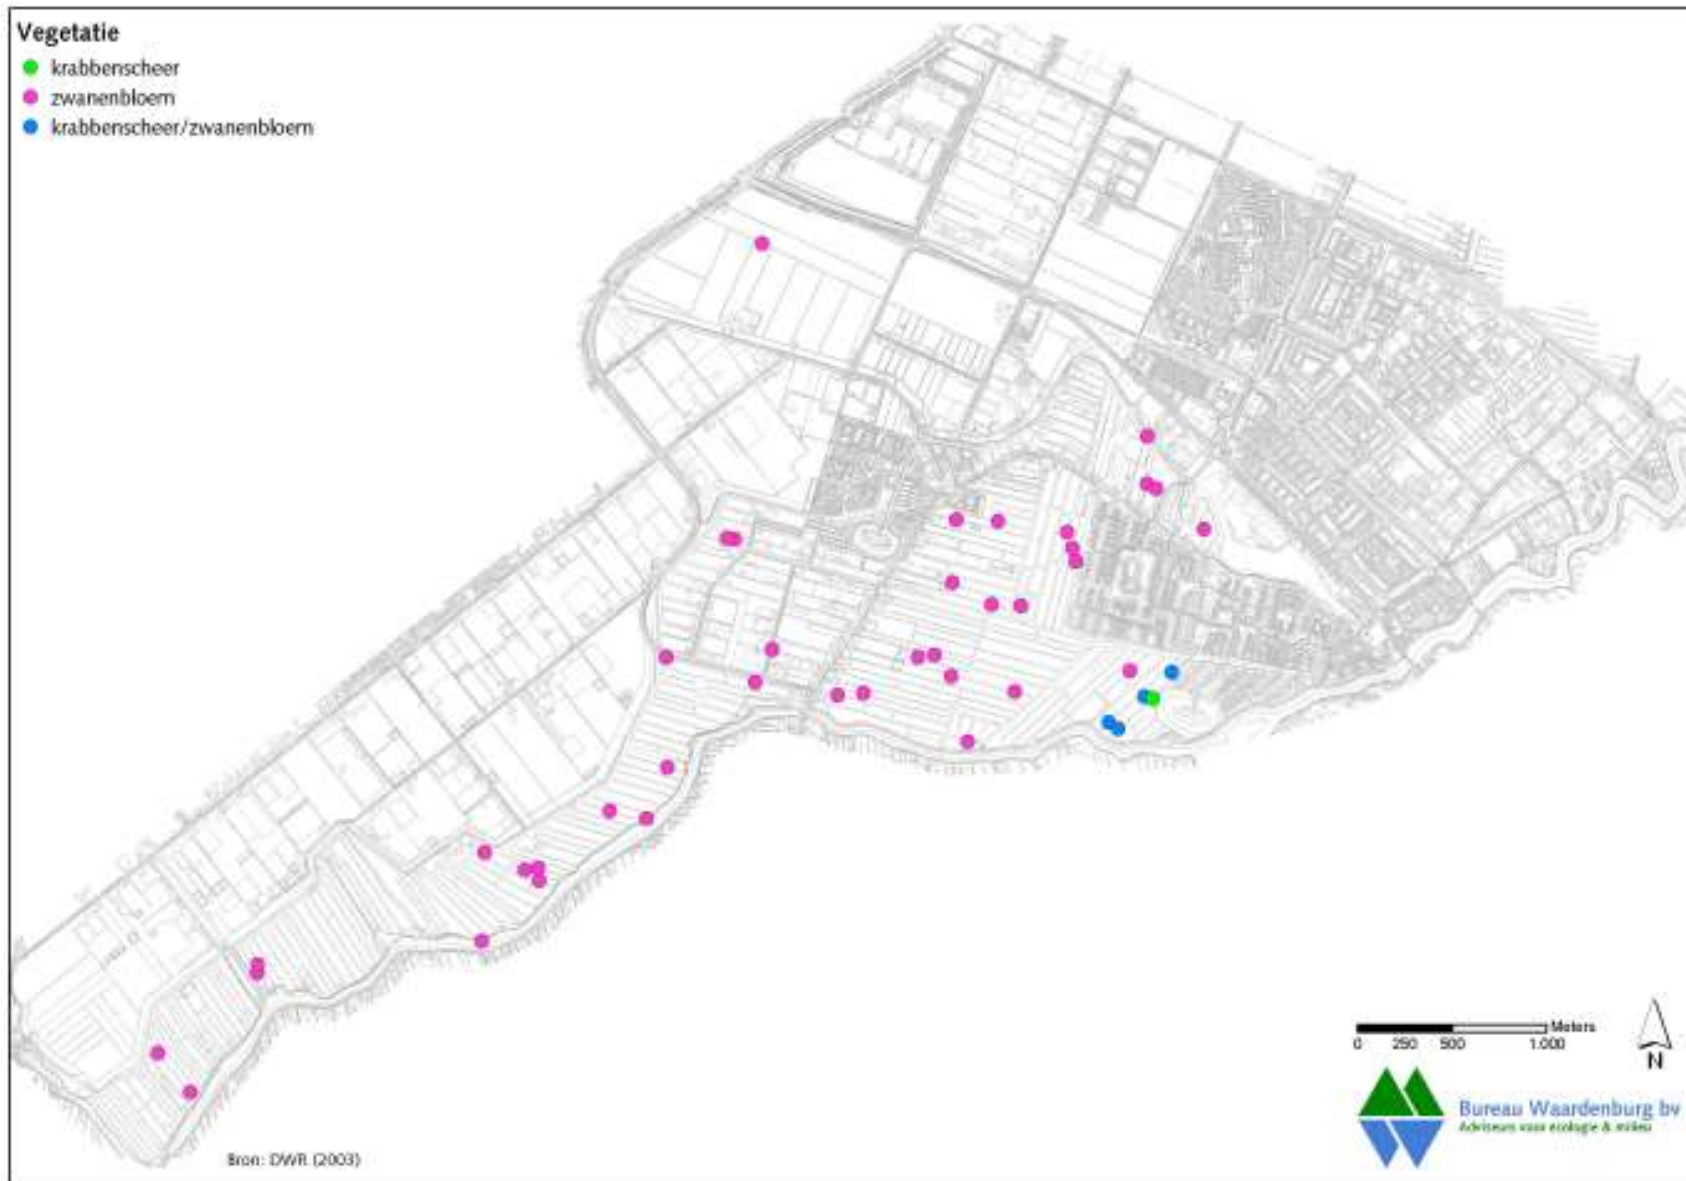 Vegetatie
krabbenscheer
zwanenbloem
krabbenscheer/zwanenbloem
Meters
0 250 500 1.000
N
Bureau Waardenburg bv
Adviseurs voor ecologie & milieu
Bron: DWR (2003)